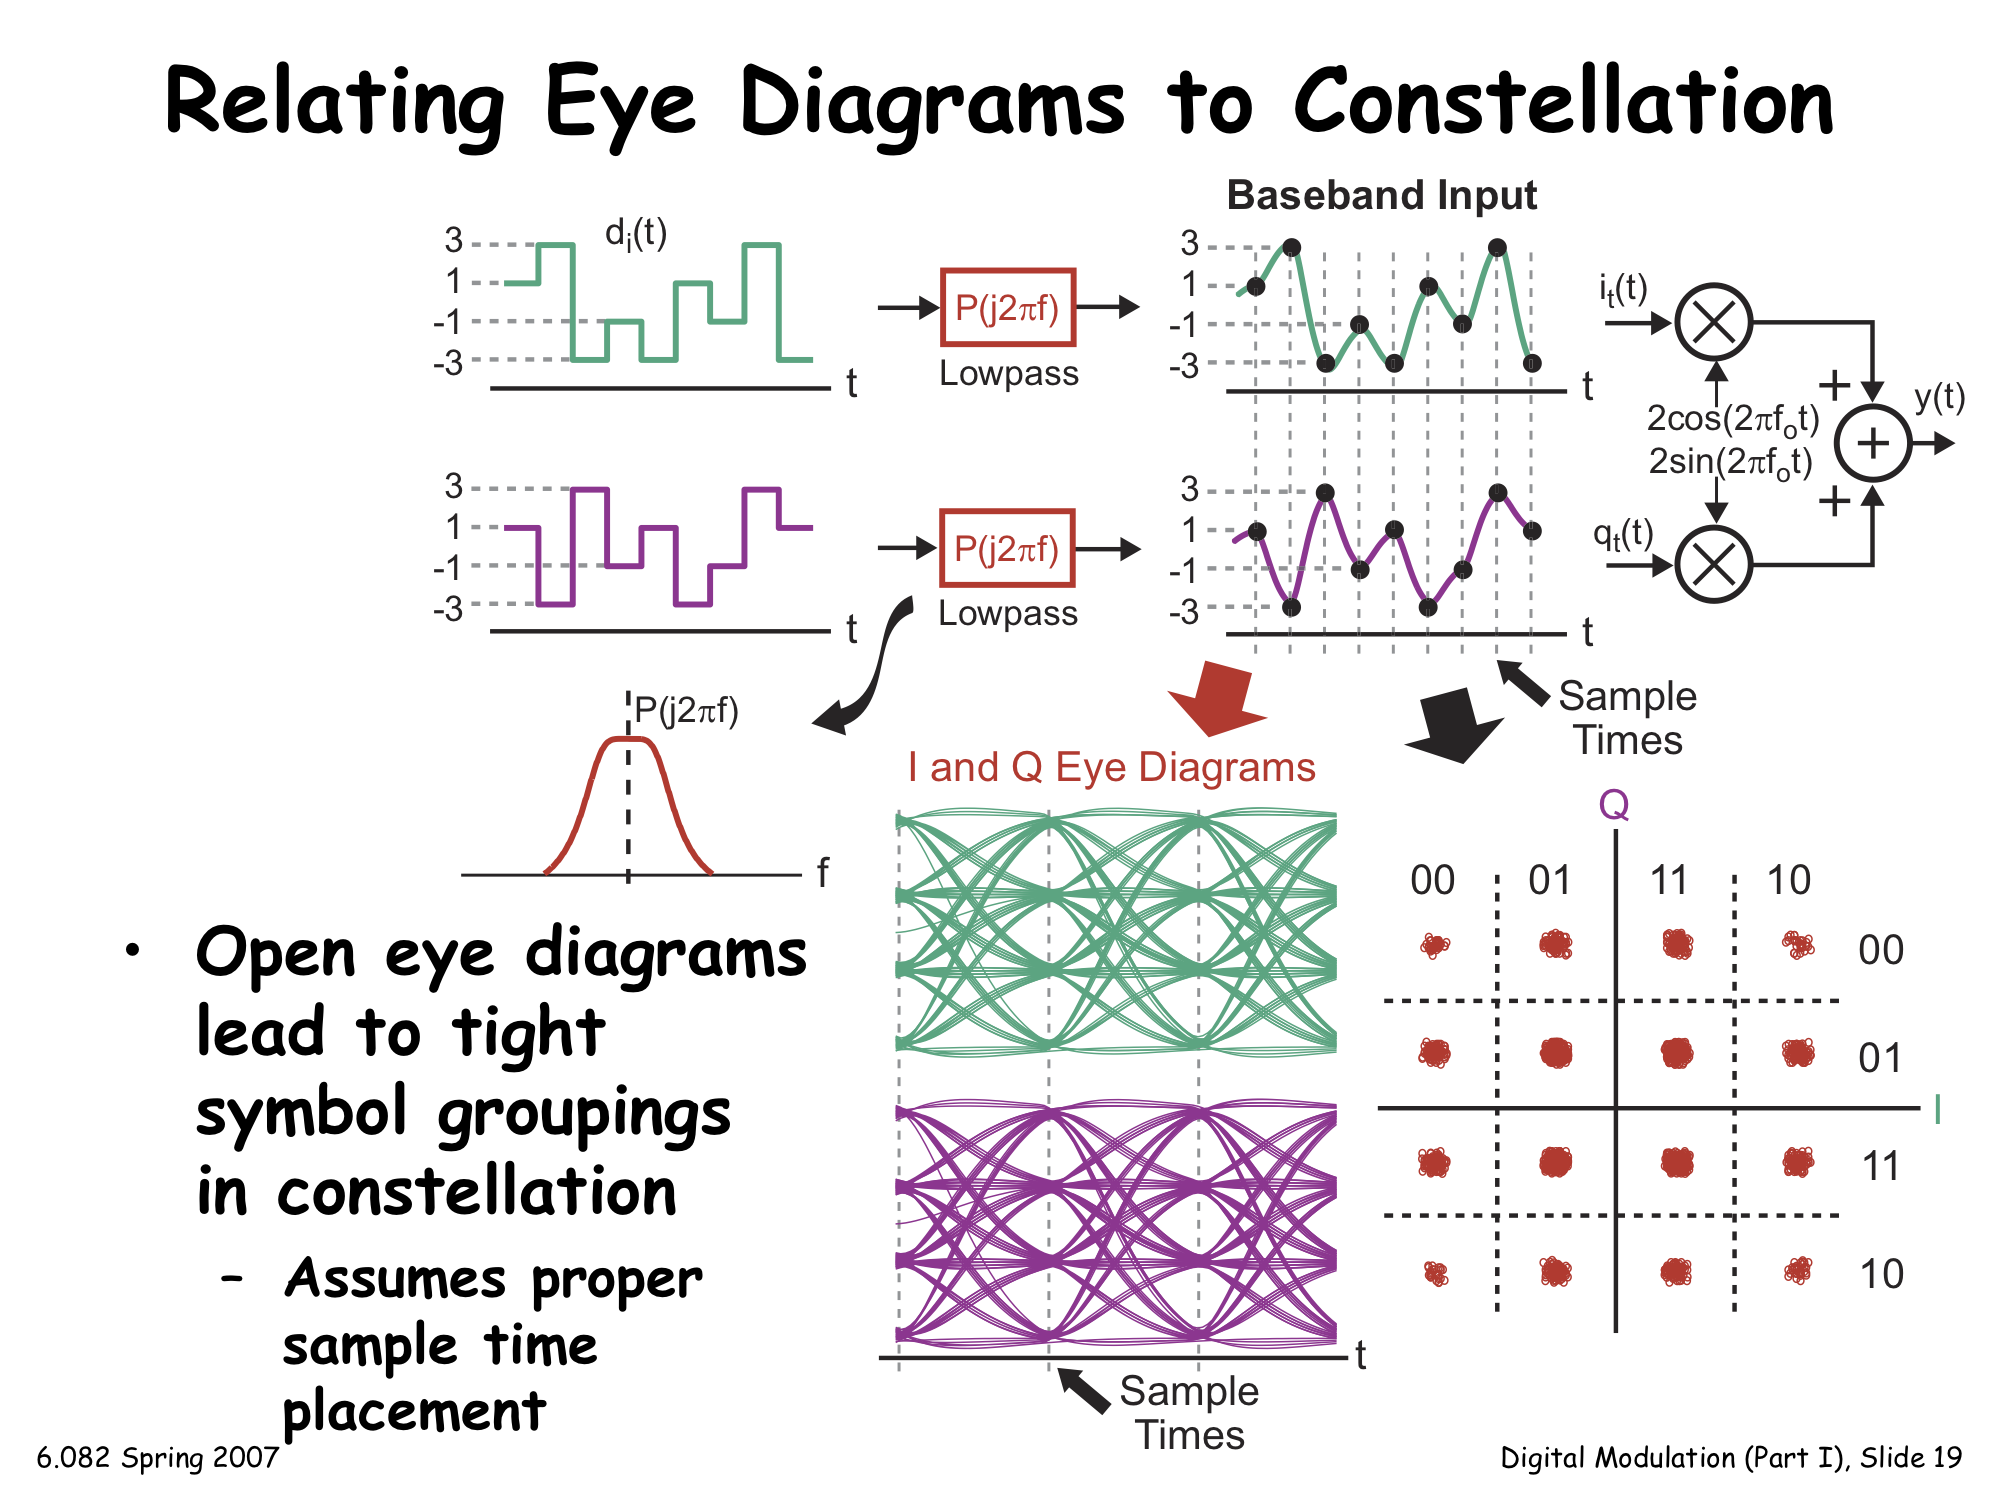 Relating Eye Diagrams to Constellation
Baseband Input
3
1
-1
-3
dᵢ(t)
t
P(j2πf)
Lowpass
3
1
-1
-3
t
iₜ(t)
2cos(2πfₒt)
2sin(2πfₒt)
+
+
+
y(t)
3
1
-1
-3
t
P(j2πf)
Lowpass
3
1
-1
-3
t
qₜ(t)
Sample
Times
P(j2πf)
f
I and Q Eye Diagrams
t
Sample
Times
Q
I
00 01 11 10
00
01
11
10
• Open eye diagrams
lead to tight
symbol groupings
in constellation
– Assumes proper
sample time
placement
6.082 Spring 2007
Digital Modulation (Part I), Slide 19